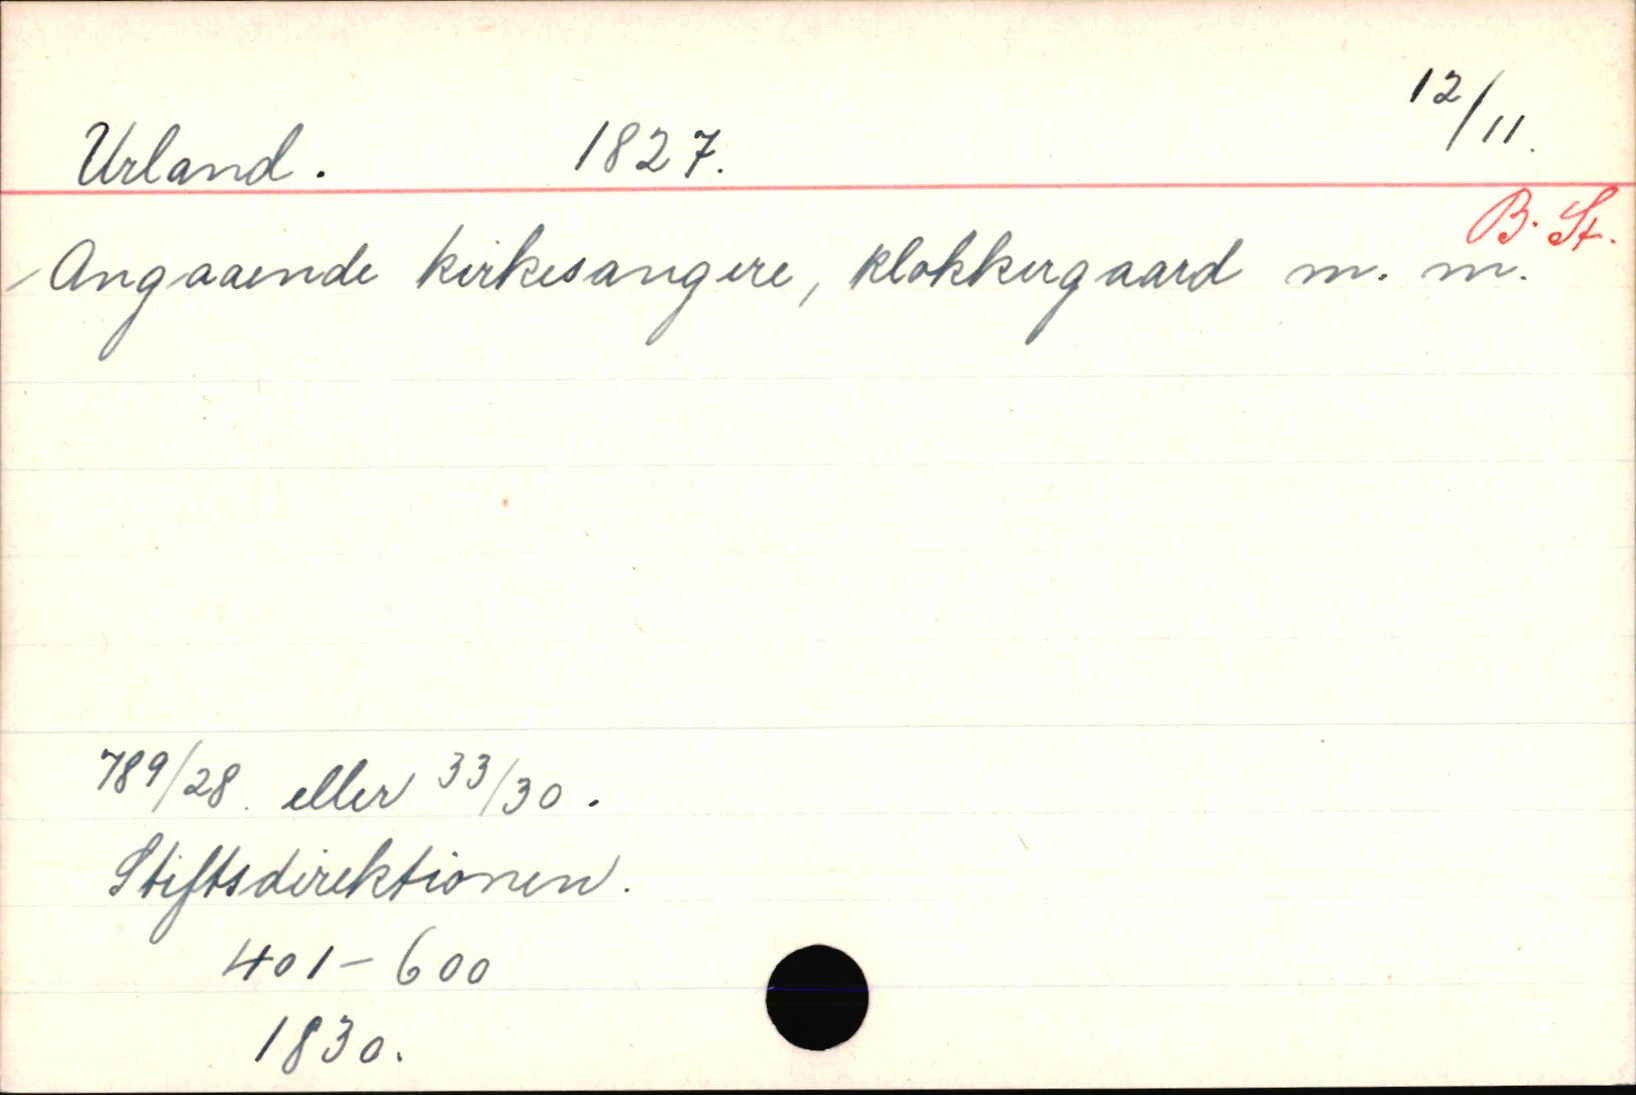 Urland. 1827. 12/11.
B. St.
Angaaende kirkesangere, klokkergaard m. m.
789/28. eller 33/30.
Stiftsdirektionen.
401-600
1830.